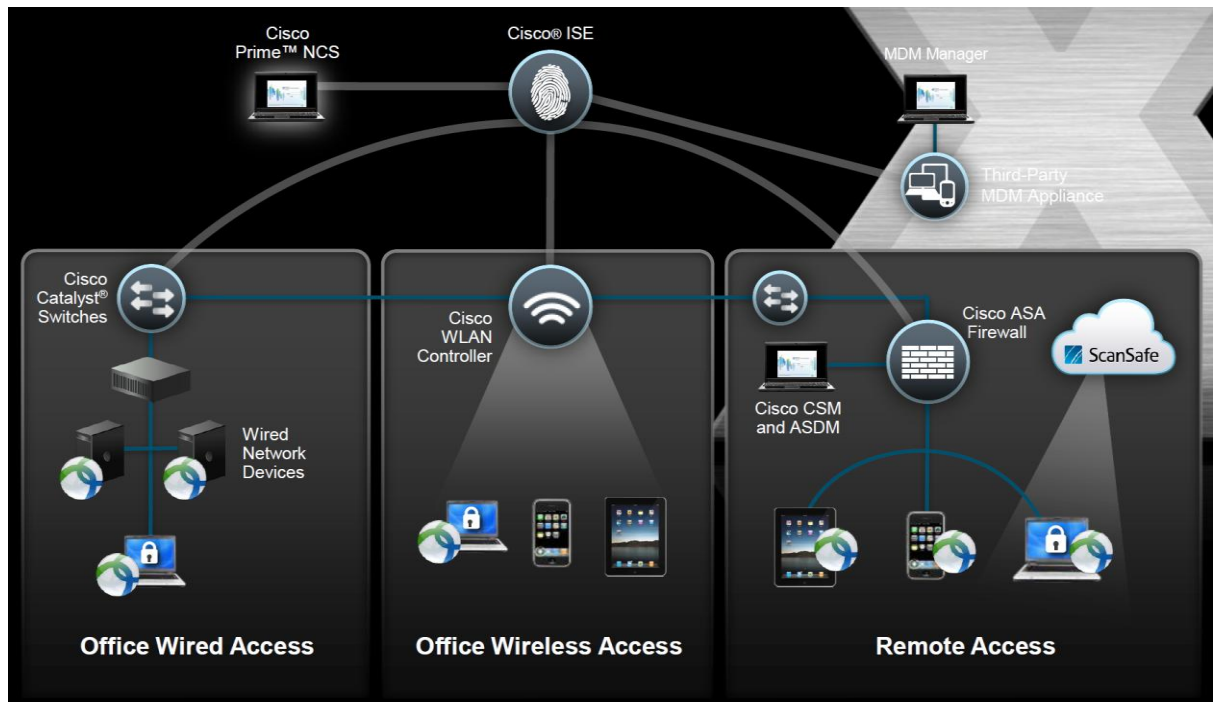 Cisco
Prime™ NCS
Cisco® ISE
MDM Manager
Third-Party
MDM Appliance
Cisco
Catalyst®
Switches
Cisco
WLAN
Controller
Cisco ASA
Firewall
ScanSafe
Cisco CSM
and ASDM
Wired
Network
Devices
Office Wired Access
Office Wireless Access
Remote Access